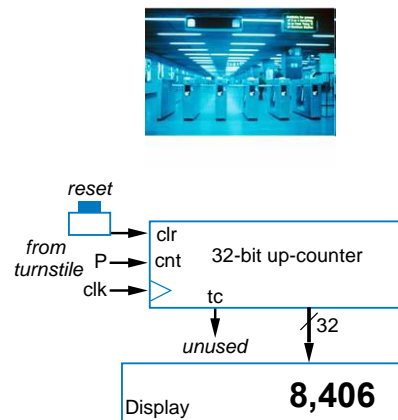 reset
clr
from
turnstile
P
cnt
32-bit up-counter
clk
tc
32
unused
Display
8,406